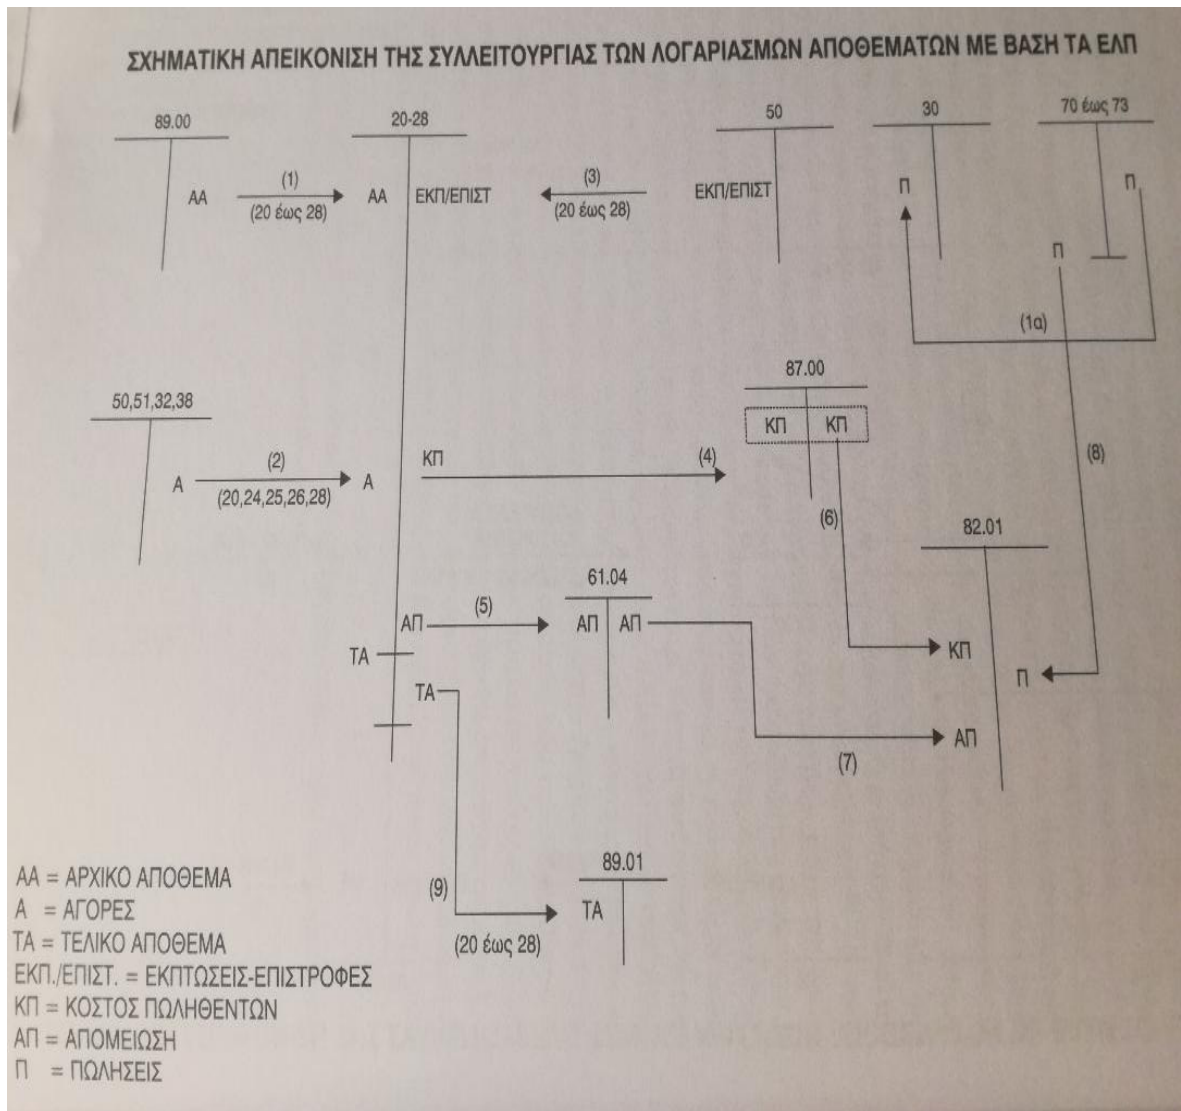 ΣΧΗΜΑΤΙΚΗ ΑΠΕΙΚΟΝΙΣΗ ΤΗΣ ΣΥΛΛΕΙΤΟΥΡΓΙΑΣ ΤΩΝ ΛΟΓΑΡΙΑΣΜΩΝ ΑΠΟΘΕΜΑΤΩΝ ΜΕ ΒΑΣΗ ΤΑ ΕΛΠ
89.00 20-28 50 30 70 έως 73
ΑΑ (1) ΑΑ ΕΚΠ/ΕΠΙΣΤ (3) ΕΚΠ/ΕΠΙΣΤ Π Π
(20 έως 28) (20 έως 28)
Π
(1α)
87.00
50,51,32,38
ΚΠ ΚΠ
Α (2) Α ΚΠ (4) (8)
(20,24,25,26,28)
(6)
82.01
61.04
ΑΠ (5) ΑΠ ΑΠ
ΤΑ ΚΠ
ΤΑ Π
ΑΠ
(7)
89.01
(9) ΤΑ
(20 έως 28)
ΑΑ = ΑΡΧΙΚΟ ΑΠΟΘΕΜΑ
Α = ΑΓΟΡΕΣ
ΤΑ = ΤΕΛΙΚΟ ΑΠΟΘΕΜΑ
ΕΚΠ./ΕΠΙΣΤ. = ΕΚΠΤΩΣΕΙΣ-ΕΠΙΣΤΡΟΦΕΣ
ΚΠ = ΚΟΣΤΟΣ ΠΩΛΗΘΕΝΤΩΝ
ΑΠ = ΑΠΟΜΕΙΩΣΗ
Π = ΠΩΛΗΣΕΙΣ